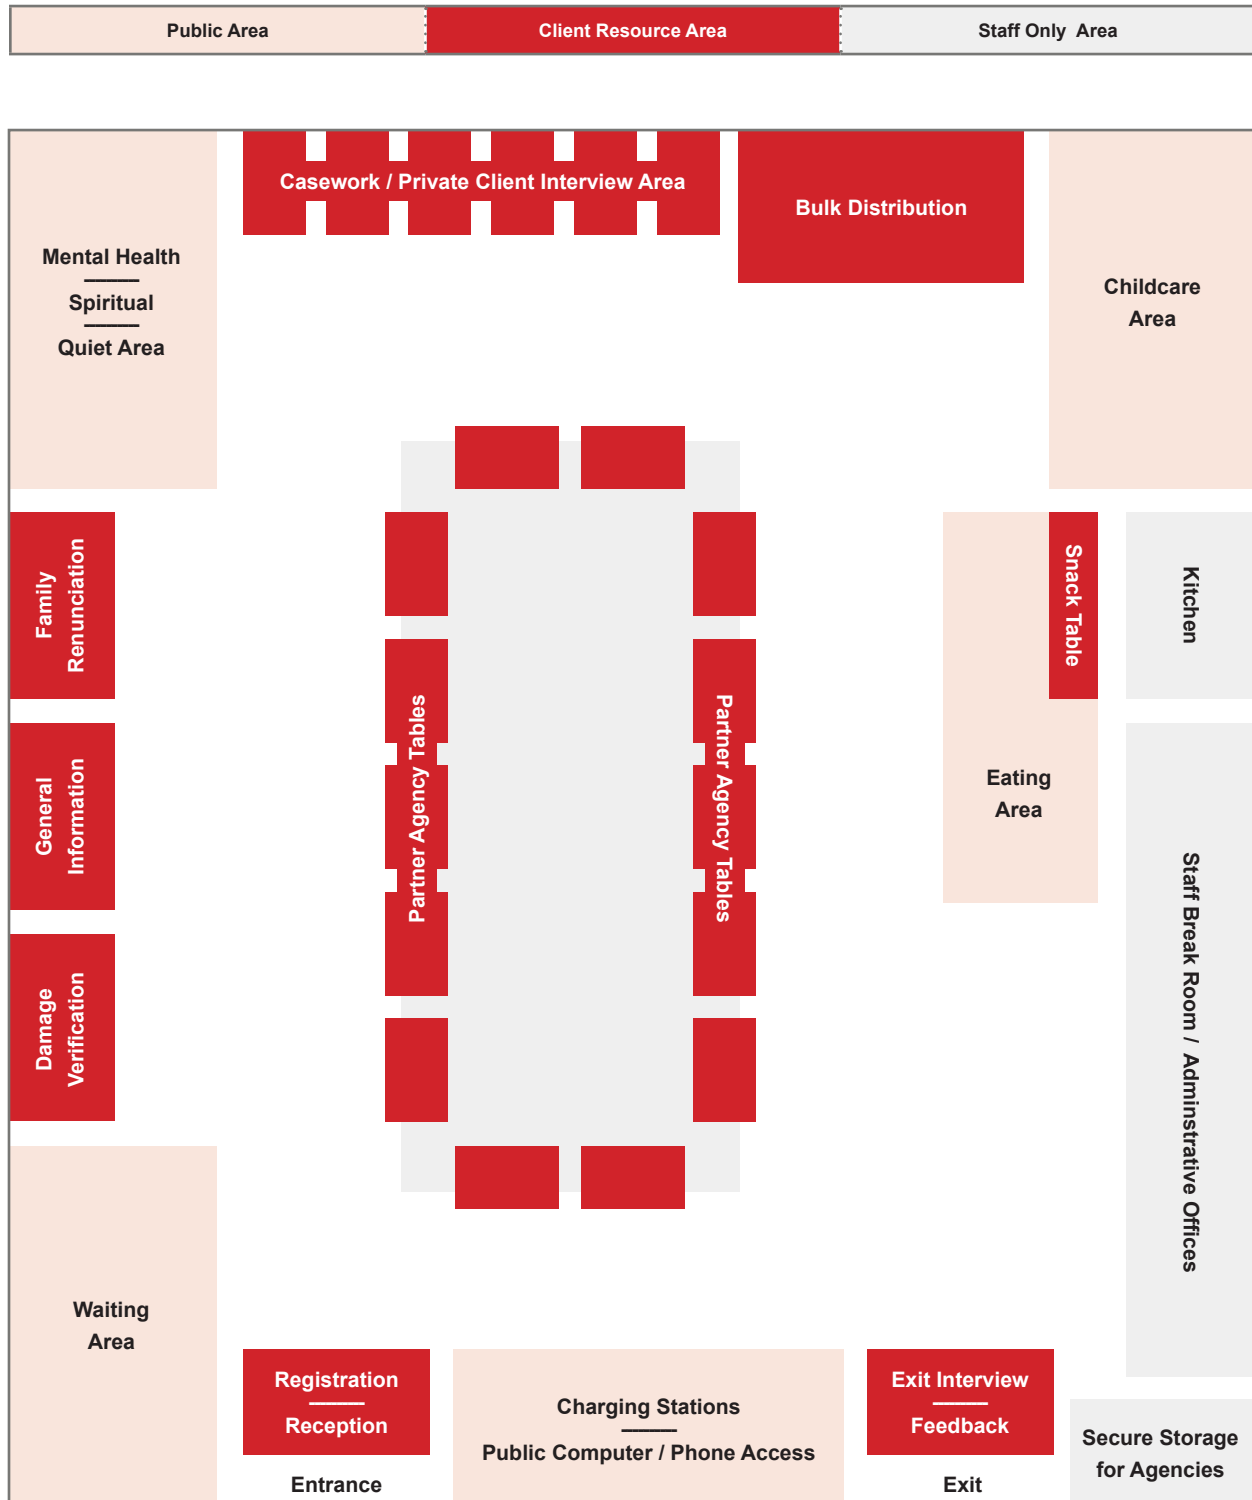 Public Area
Client Resource Area
Staff Only Area
Casework / Private Client Interview Area
Bulk Distribution
Mental Health
Spiritual
Quiet Area
Childcare
Area
Family
Renunciation
Snack Table
Kitchen
General
Information
Partner Agency Tables
Partner Agency Tables
Eating
Area
Damage
Verification
Staff Break Room / Adminstrative Offices
Waiting
Area
Registration
Reception
Entrance
Charging Stations
Public Computer / Phone Access
Exit Interview
Feedback
Exit
Secure Storage
for Agencies